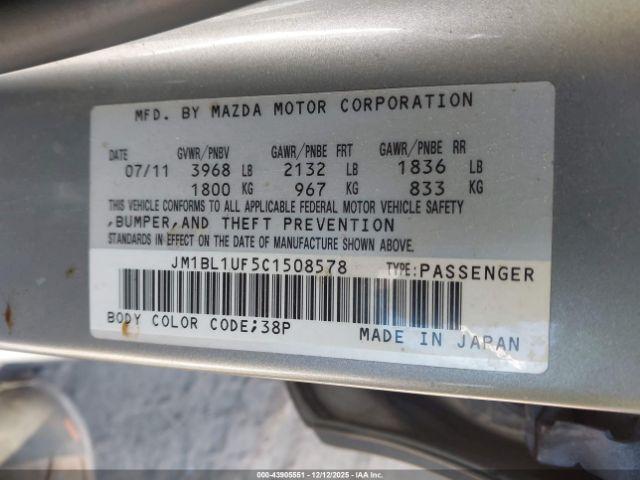 MFD. BY MAZDA MOTOR CORPORATION
DATE GVWR/PNBV GAWR/PNBE FRT GAWR/PNBE RR
07/11 3968 LB 2132 LB 1836 LB
1800 KG 967 KG 833 KG
THIS VEHICLE CONFORMS TO ALL APPLICABLE FEDERAL MOTOR VEHICLE SAFETY
,BUMPER,AND THEFT PREVENTION
STANDARDS IN EFFECT ON THE DATE OF MANUFACTURE SHOWN ABOVE.
JM1BL1UF5C1508578 TYPE:PASSENGER
BODY COLOR CODE;38P MADE IN JAPAN
000-43905551 - 12/12/2025 - IAAI.COM